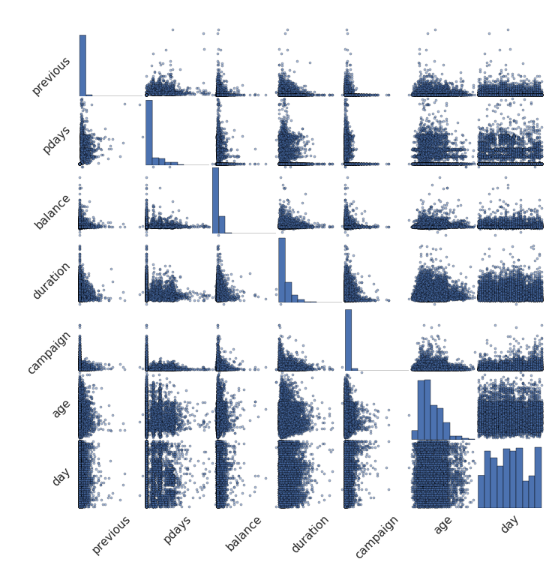 previous
pdays
balance
duration
campaign
age
day
previous
pdays
balance
duration
campaign
age
day